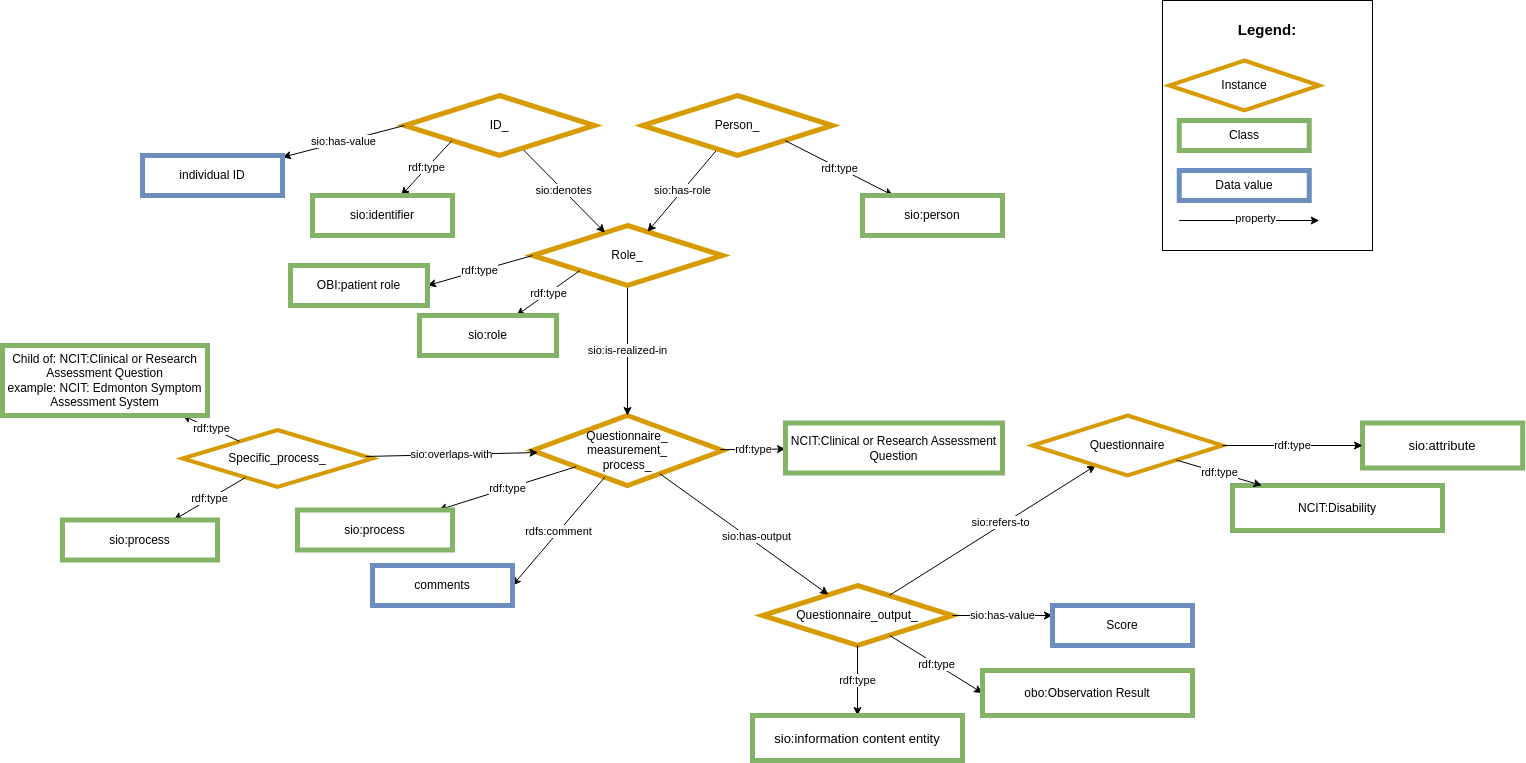 Legend:
Instance
Class
Data value
property
ID_
Person_
sio:has-value
rdf:type
rdf:type
individual ID
sio:denotes
sio:has-role
sio:identifier
sio:person
Role_
rdf:type
OBI:patient role
rdf:type
sio:role
sio:is-realized-in
Child of: NCIT:Clinical or Research
Assessment Question
example: NCIT: Edmonton Symptom
Assessment System
rdf:type
Specific_process_
sio:overlaps-with
Questionnaire_
measurement_
process_
rdf:type
NCIT:Clinical or Research Assessment
Question
Questionnaire
rdf:type
sio:attribute
rdf:type
NCIT:Disability
rdf:type
sio:process
rdf:type
sio:process
rdfs:comment
comments
sio:has-output
sio:refers-to
Questionnaire_output_
sio:has-value
Score
rdf:type
obo:Observation Result
rdf:type
sio:information content entity